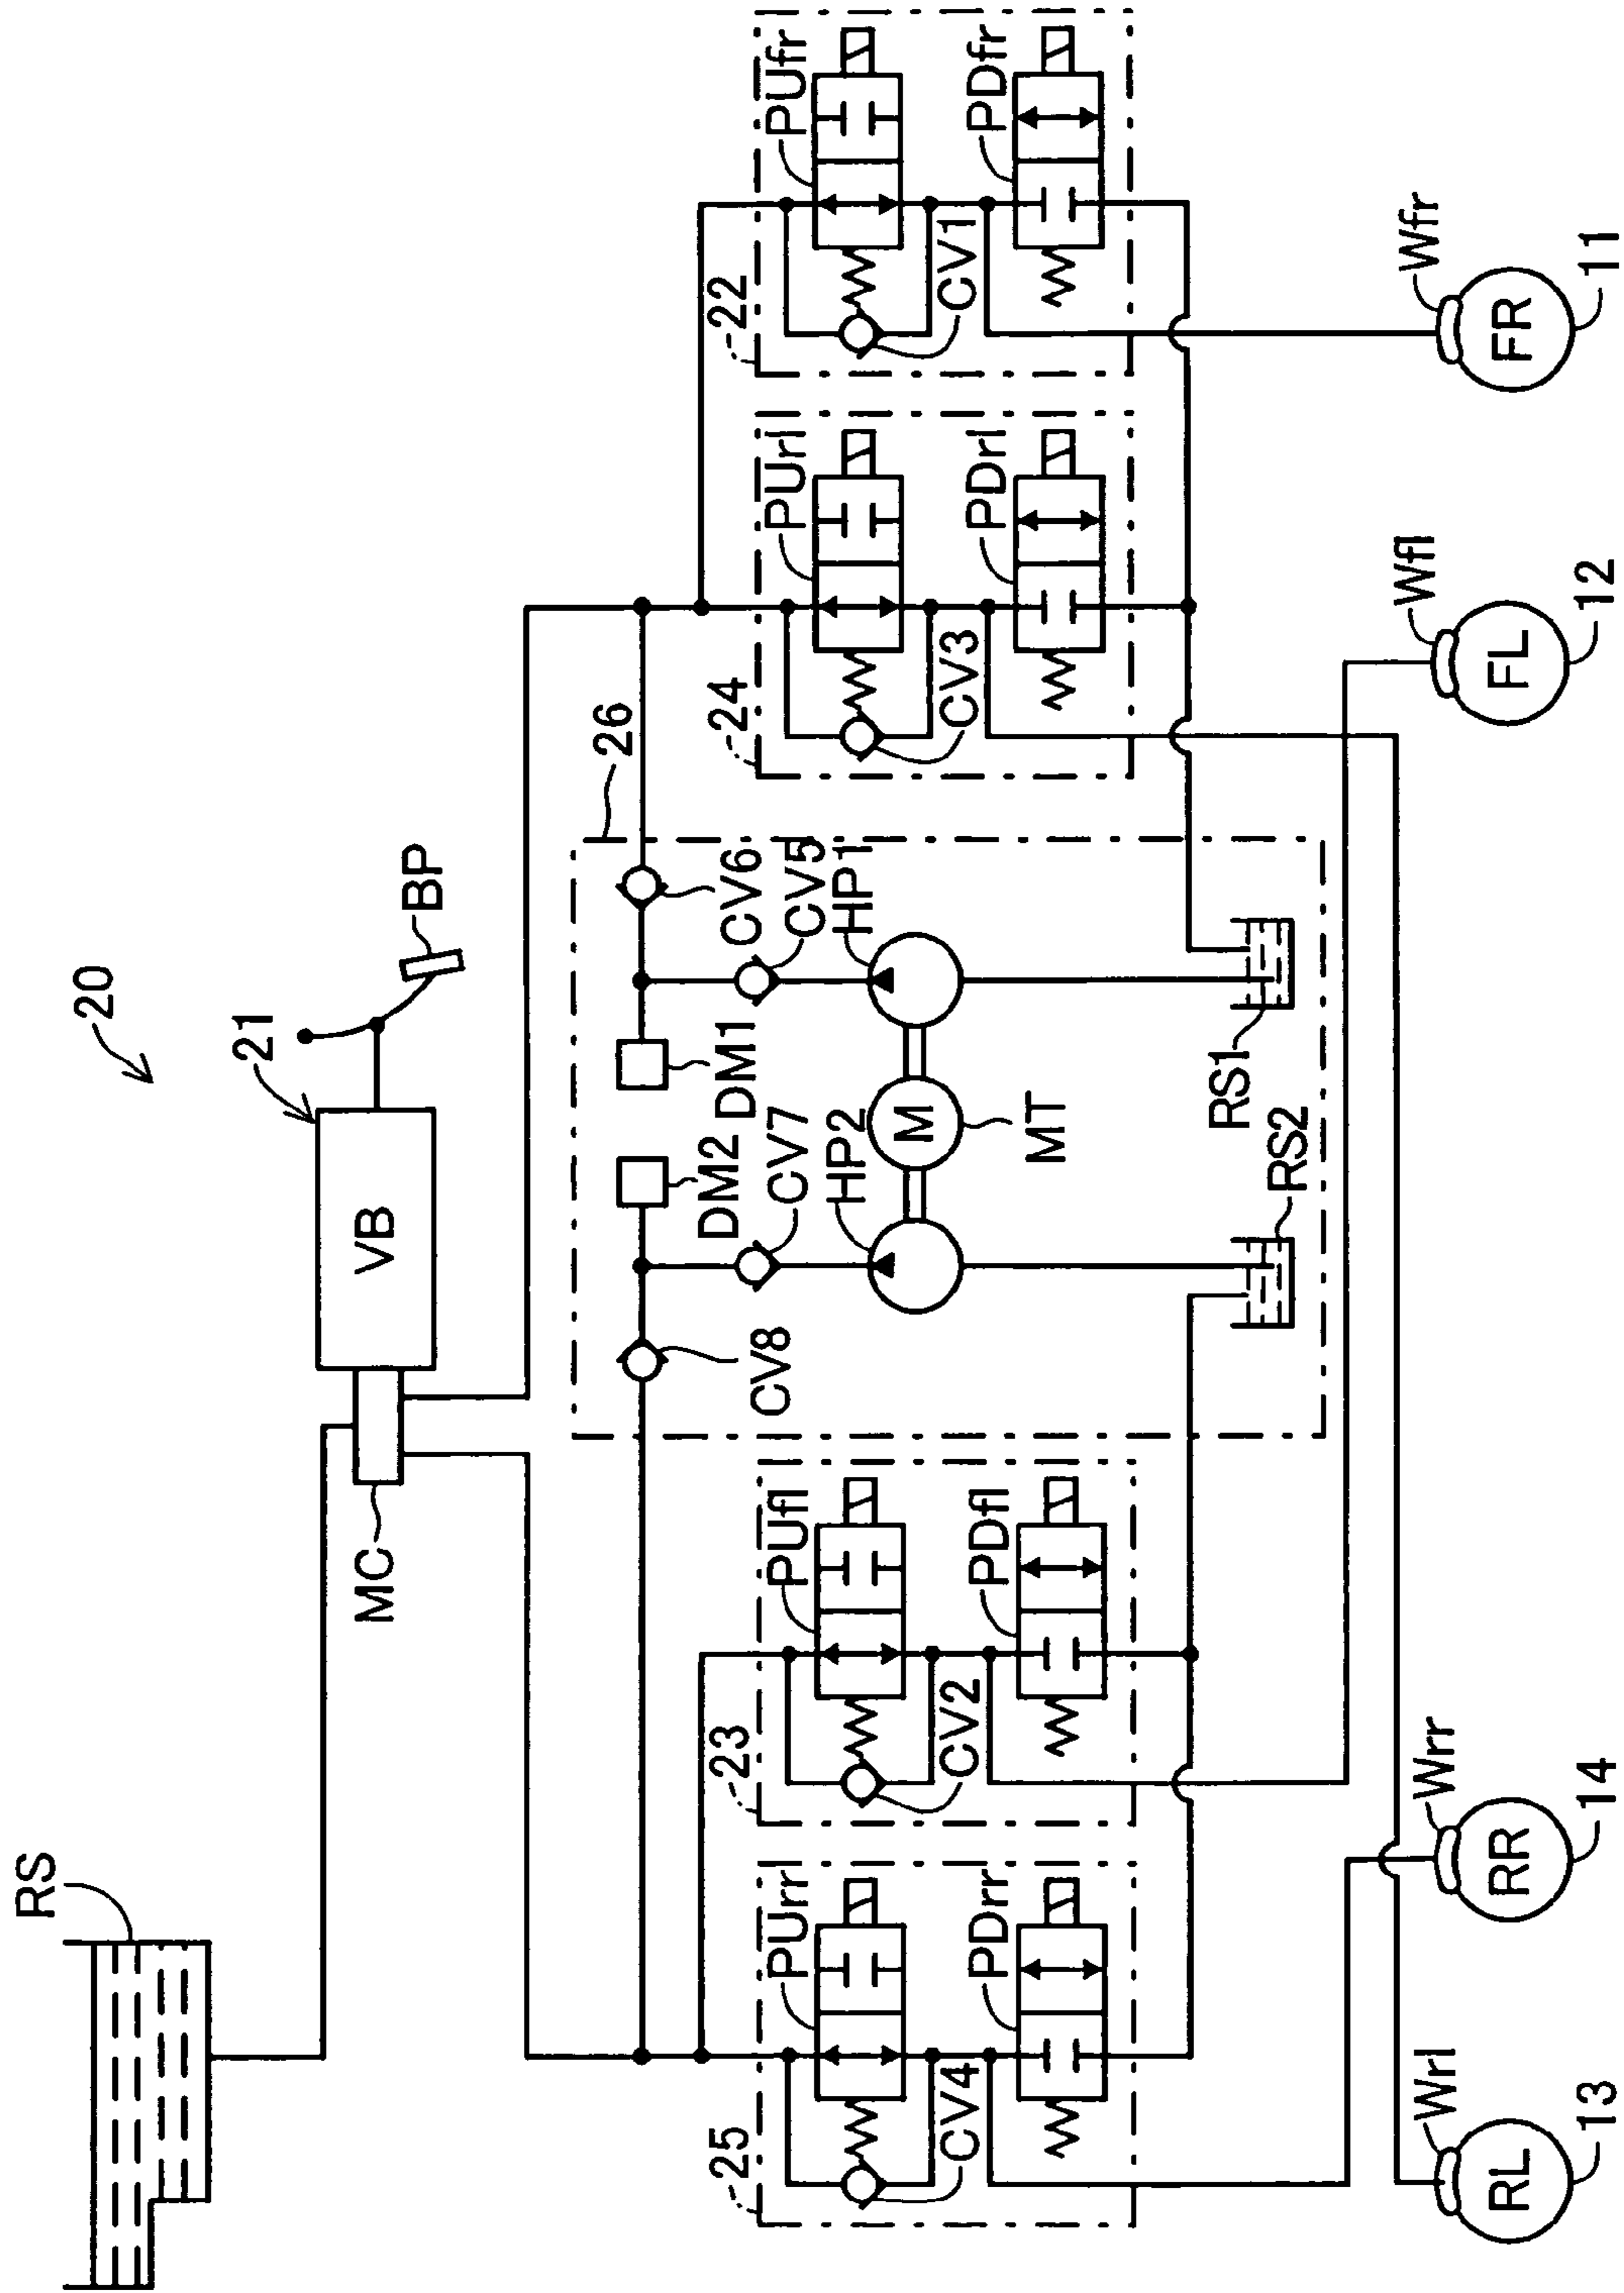 20
RS
21
BP
VB
MC
26
CV8
DM2
DM1
CV6
CV7
CV5
HP2
HP1
M
MT
RS1
RS2
25
PUrr
CV4
PDrr
23
PUfl
CV2
PDfl
24
PUrl
CV3
PDrl
22
PUfr
CV1
PDfr
Wrl
RL
13
Wrr
RR
14
Wfl
FL
12
Wfr
FR
11